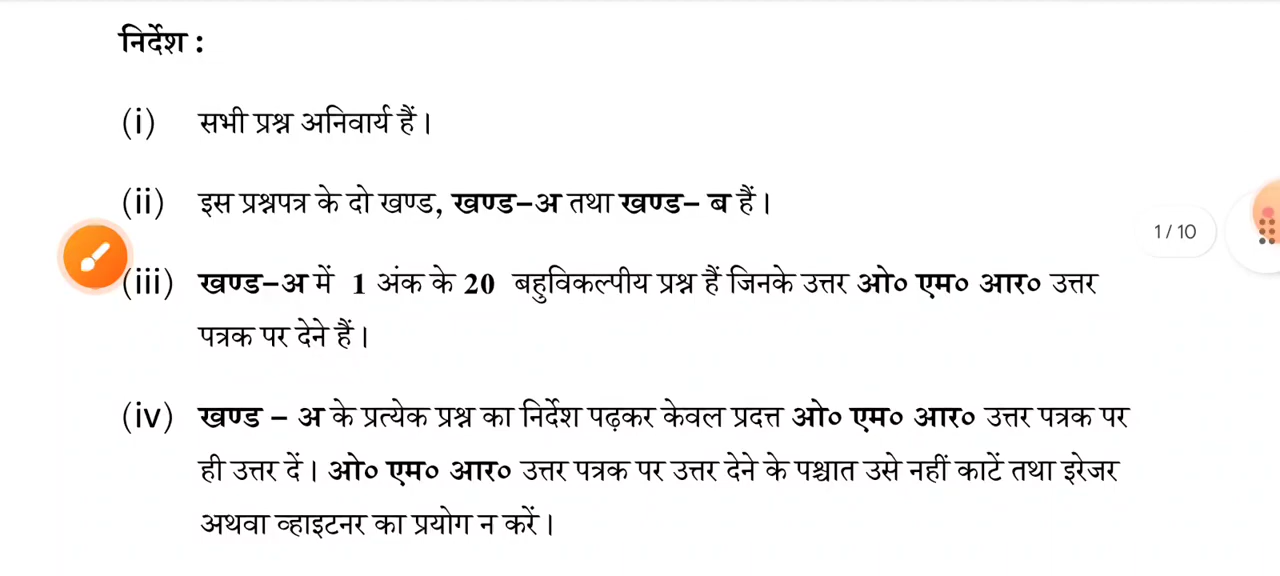 निर्देश :
(i) सभी प्रश्न अनिवार्य हैं।
(ii) इस प्रश्नपत्र के दो खण्ड, खण्ड–अ तथा खण्ड– ब हैं।
1 / 10
(iii) खण्ड–अ में 1 अंक के 20 बहुविकल्पीय प्रश्न हैं जिनके उत्तर ओ० एम० आर० उत्तर
पत्रक पर देने हैं।
(iv) खण्ड – अ के प्रत्येक प्रश्न का निर्देश पढ़कर केवल प्रदत्त ओ० एम० आर० उत्तर पत्रक पर
ही उत्तर दें। ओ० एम० आर० उत्तर पत्रक पर उत्तर देने के पश्चात उसे नहीं काटें तथा इरेजर
अथवा व्हाइटनर का प्रयोग न करें।